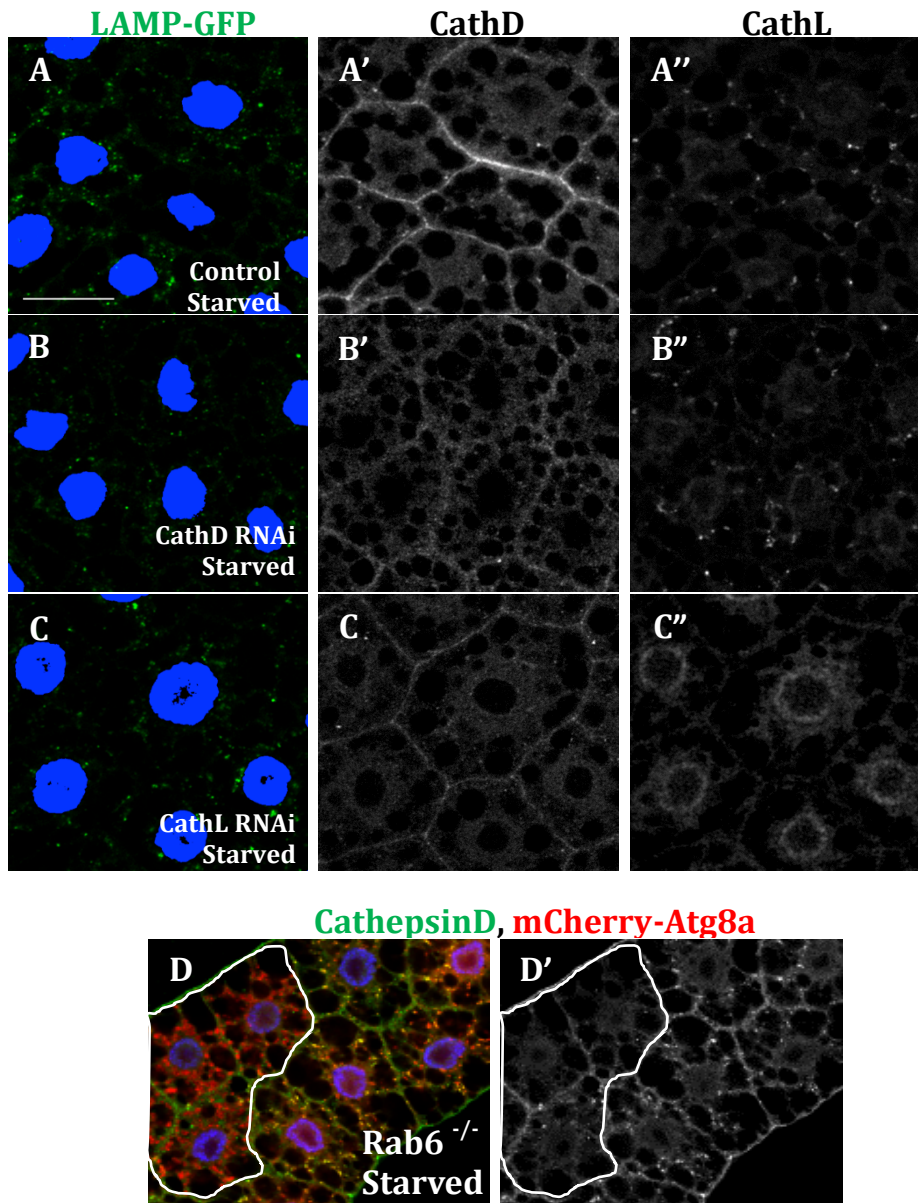 LAMP-GFP CathD CathL
A A' A''
Control
Starved
B B' B"
CathD RNAi
Starved
C C C"
CathL RNAi
Starved
CathepsinD, mCherry-Atg8a
D D'
Rab6 -/-
Starved